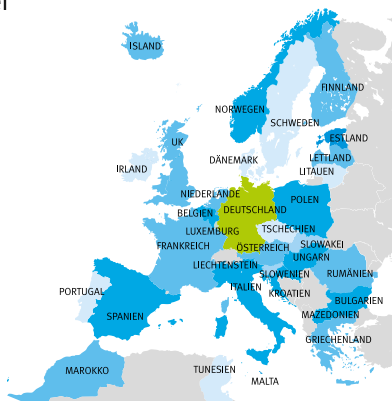 ISLAND
FINNLAND
NORWEGEN
SCHWEDEN
ESTLAND
UK
LETTLAND
DÄNEMARK
IRLAND
LITAUEN
NIEDERLANDE
POLEN
BELGIEN
DEUTSCHLAND
LUXEMBURG
TSCHECHIEN
FRANKREICH
ÖSTERREICH
SLOWAKEI
UNGARN
LIECHTENSTEIN
SLOWENIEN
RUMÄNIEN
ITALIEN
KROATIEN
PORTUGAL
BULGARIEN
SPANIEN
MAZEDONIEN
GRIECHENLAND
MAROKKO
TUNESIEN
MALTA